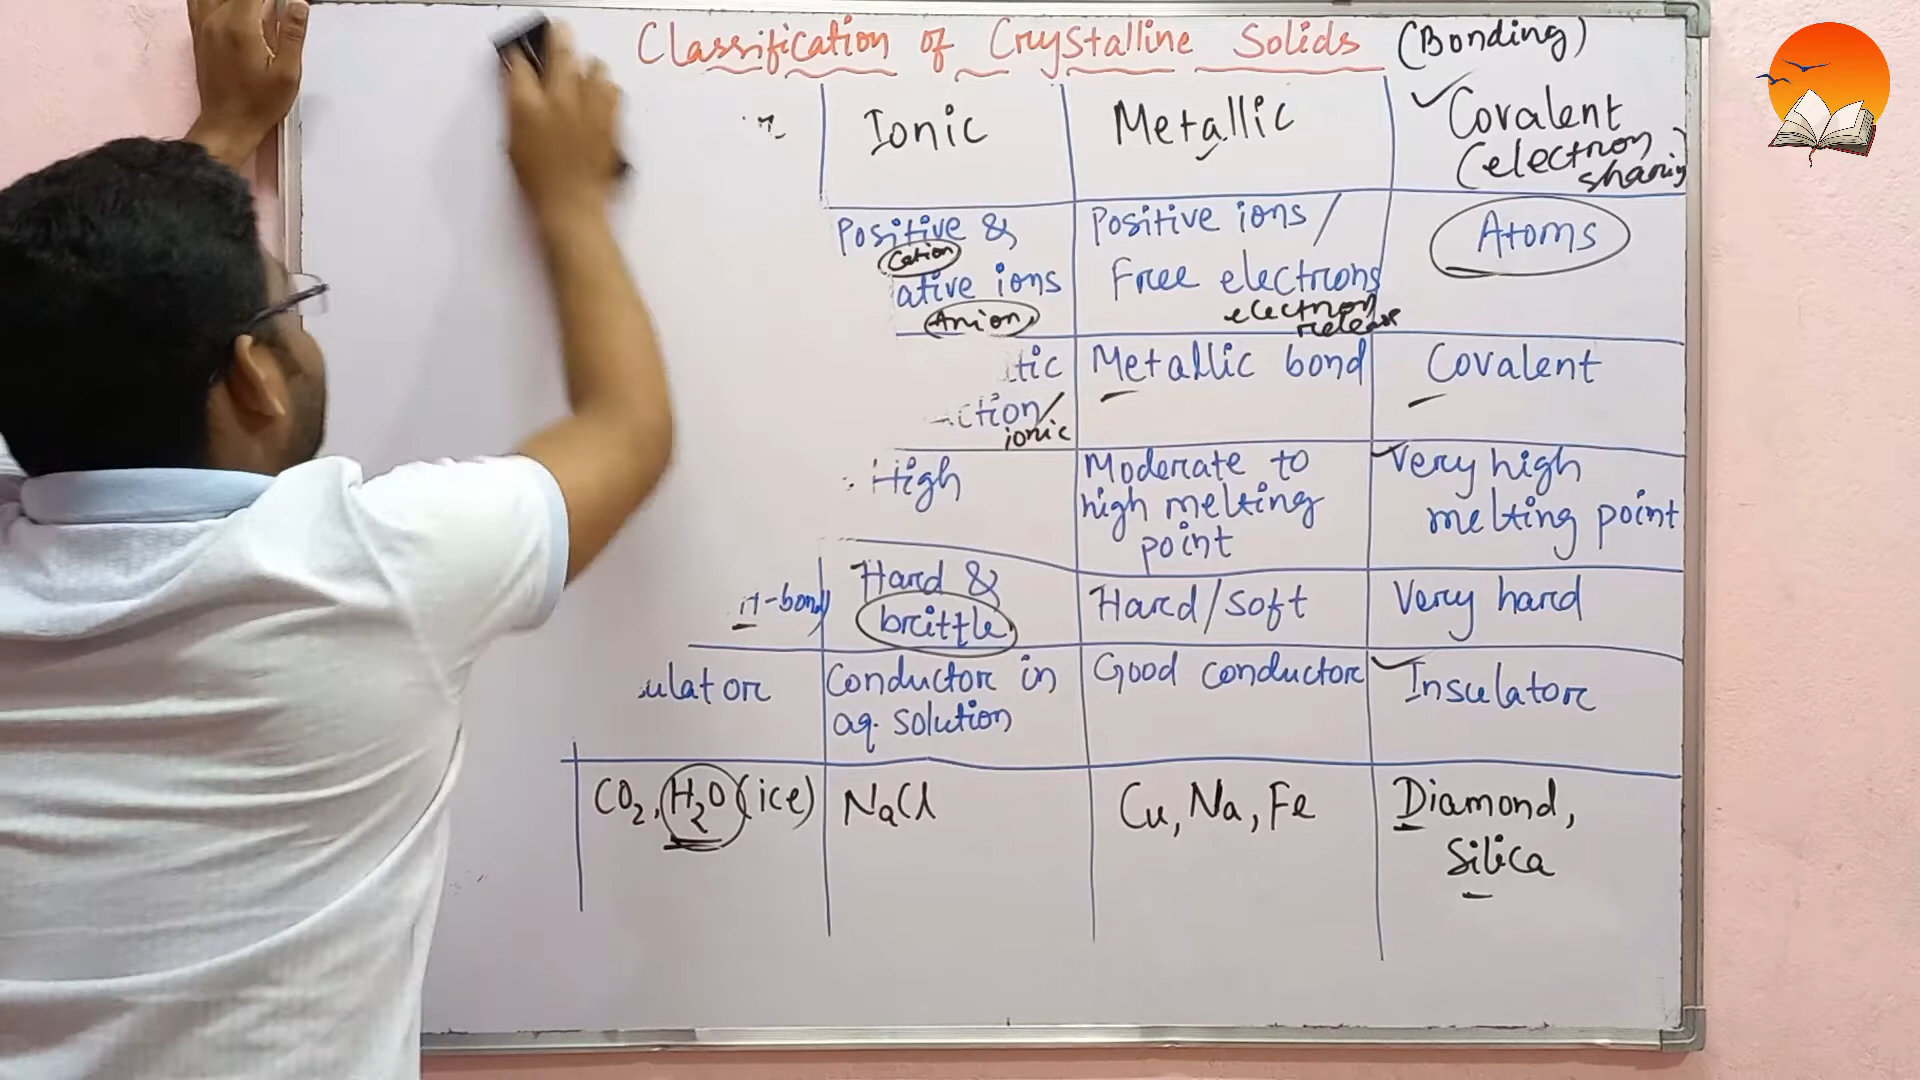 Classification of Crystalline Solids (Bonding)
Ionic
Metallic
Covalent
(electron
sharing)
Positive &
Cation
ative ions
Anion
Positive ions /
Free electrons
electron
release
Atoms
tic
ction/
ionic
Metallic bond
Covalent
High
Moderate to
high melting
point
Very high
melting point
-bond
Hard &
brittle
Hard/soft
Very hard
ulator
Conductor in
aq. solution
Good conductor
Insulator
CO2, H2O (ice)
NaCl
Cu, Na, Fe
Diamond,
Silica